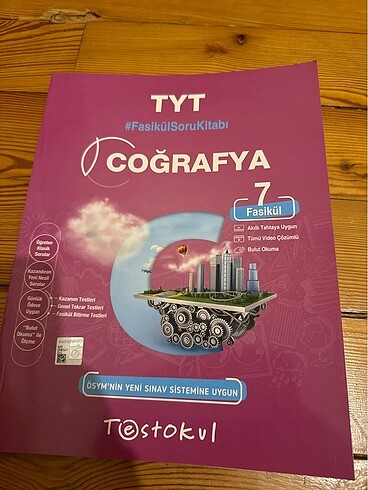 TYT
#FasikülSoruKitabı
COĞRAFYA
7
Fasikül
Akıllı Tahtaya Uygun
Tümü Video Çözümlü
Bulut Okuma
Öğreten
Klasik
Sorular
Kazandıran
Yeni Nesil
Sorular
Günlük
Ödeve
Uygun
Kazanım Testleri
Genel Tekrar Testleri
Fasikül Bitirme Testleri
"Bulut
Okuma" ile
Ölçme
ÖSYM'NİN YENİ SINAV SİSTEMİNE UYGUN
Testokul